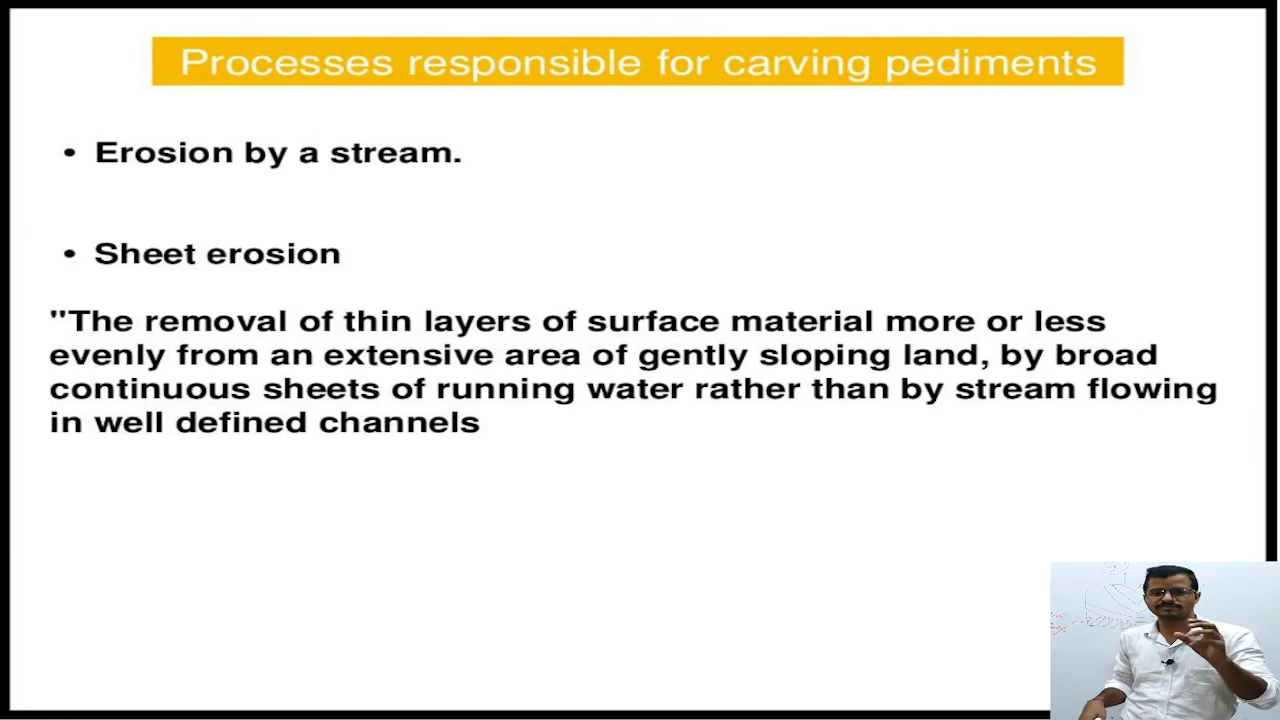 Processes responsible for carving pediments
• Erosion by a stream.
• Sheet erosion
"The removal of thin layers of surface material more or less
evenly from an extensive area of gently sloping land, by broad
continuous sheets of running water rather than by stream flowing
in well defined channels